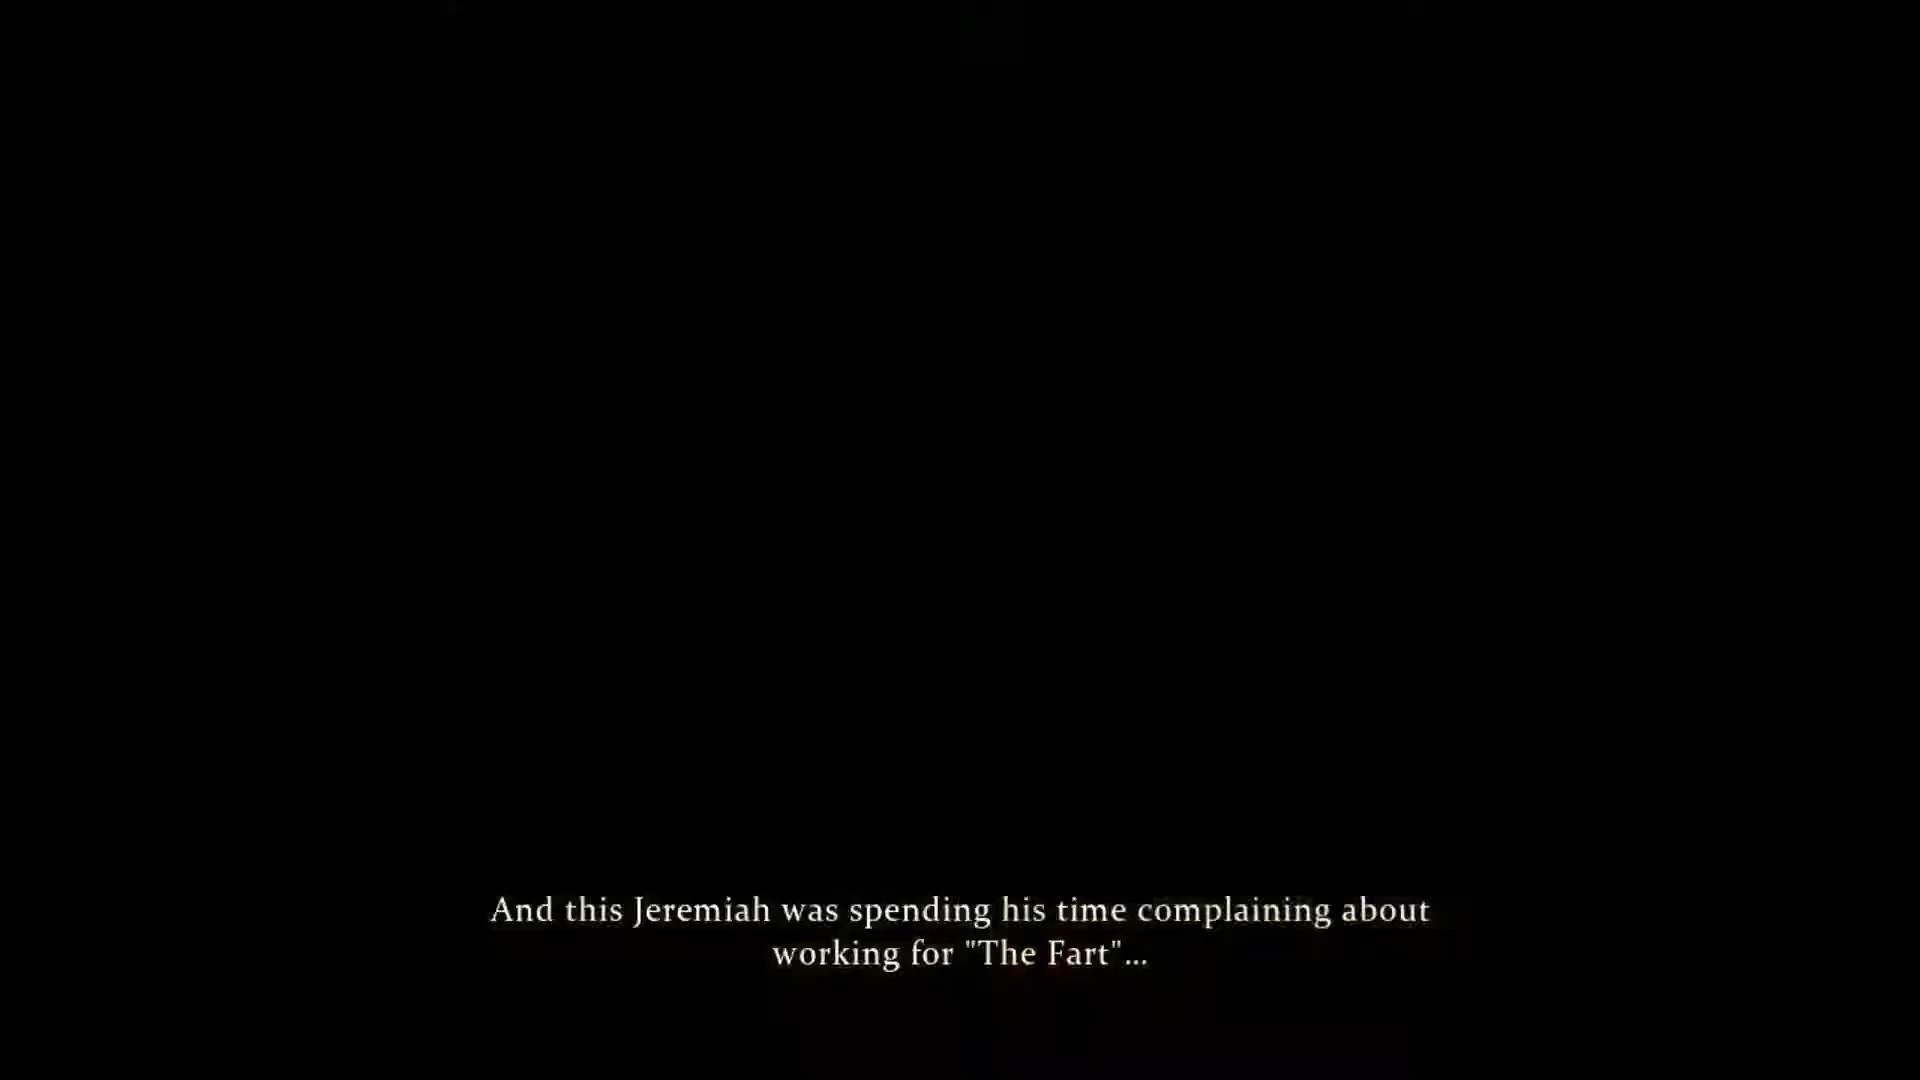 And this Jeremiah was spending his time complaining about
working for "The Fart"...